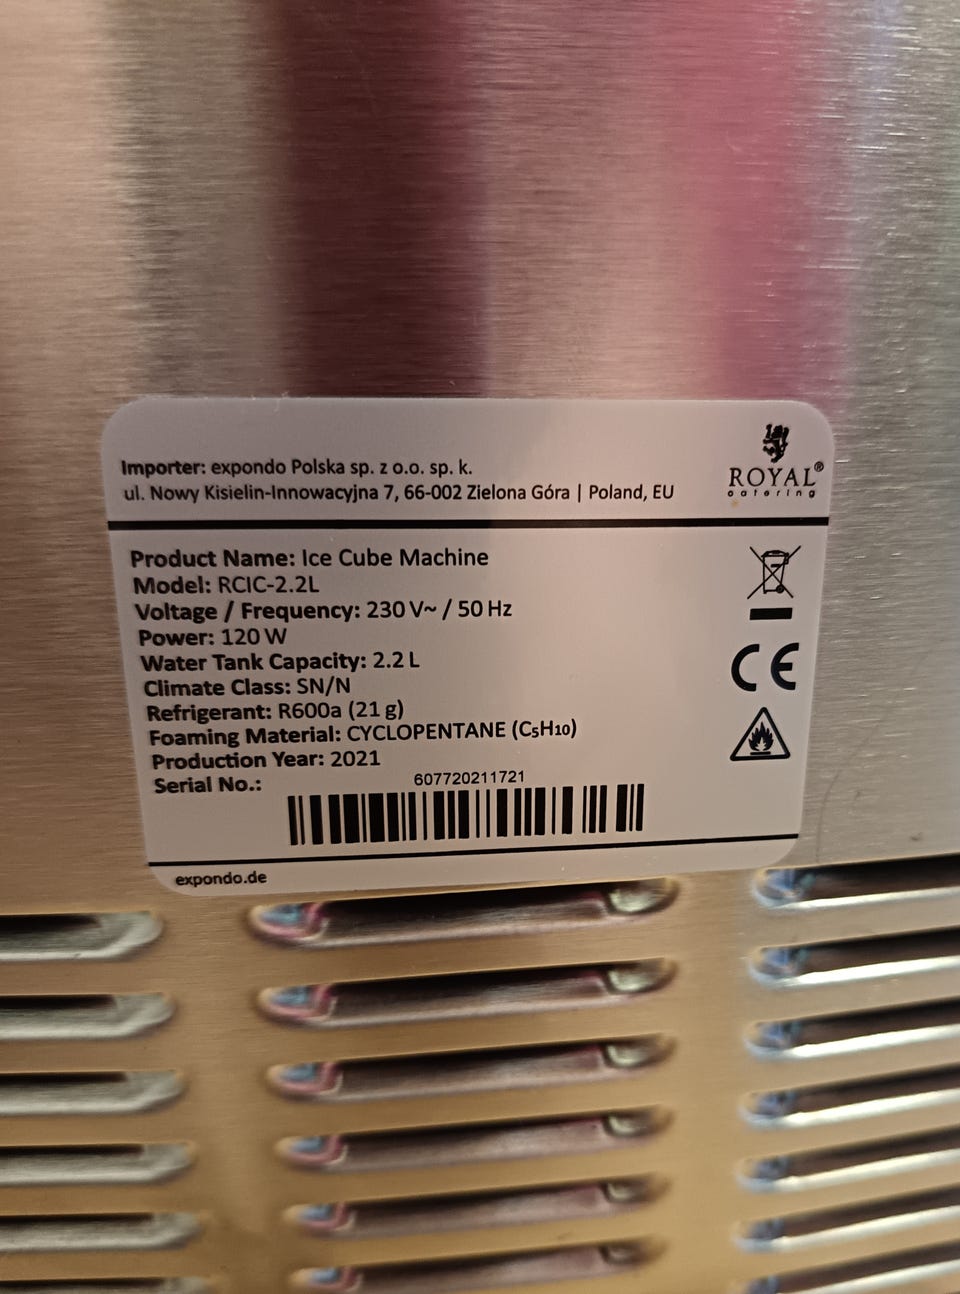 Importer: expondo Polska sp. z o.o. sp. k.
ul. Nowy Kisielin-Innowacyjna 7, 66-002 Zielona Góra | Poland, EU
ROYAL®
catering
Product Name: Ice Cube Machine
Model: RCIC-2.2L
Voltage / Frequency: 230 V~ / 50 Hz
Power: 120 W
Water Tank Capacity: 2.2 L
Climate Class: SN/N
Refrigerant: R600a (21 g)
Foaming Material: CYCLOPENTANE (C₅H₁₀)
Production Year: 2021
Serial No.: 607720211721
CE
expondo.de